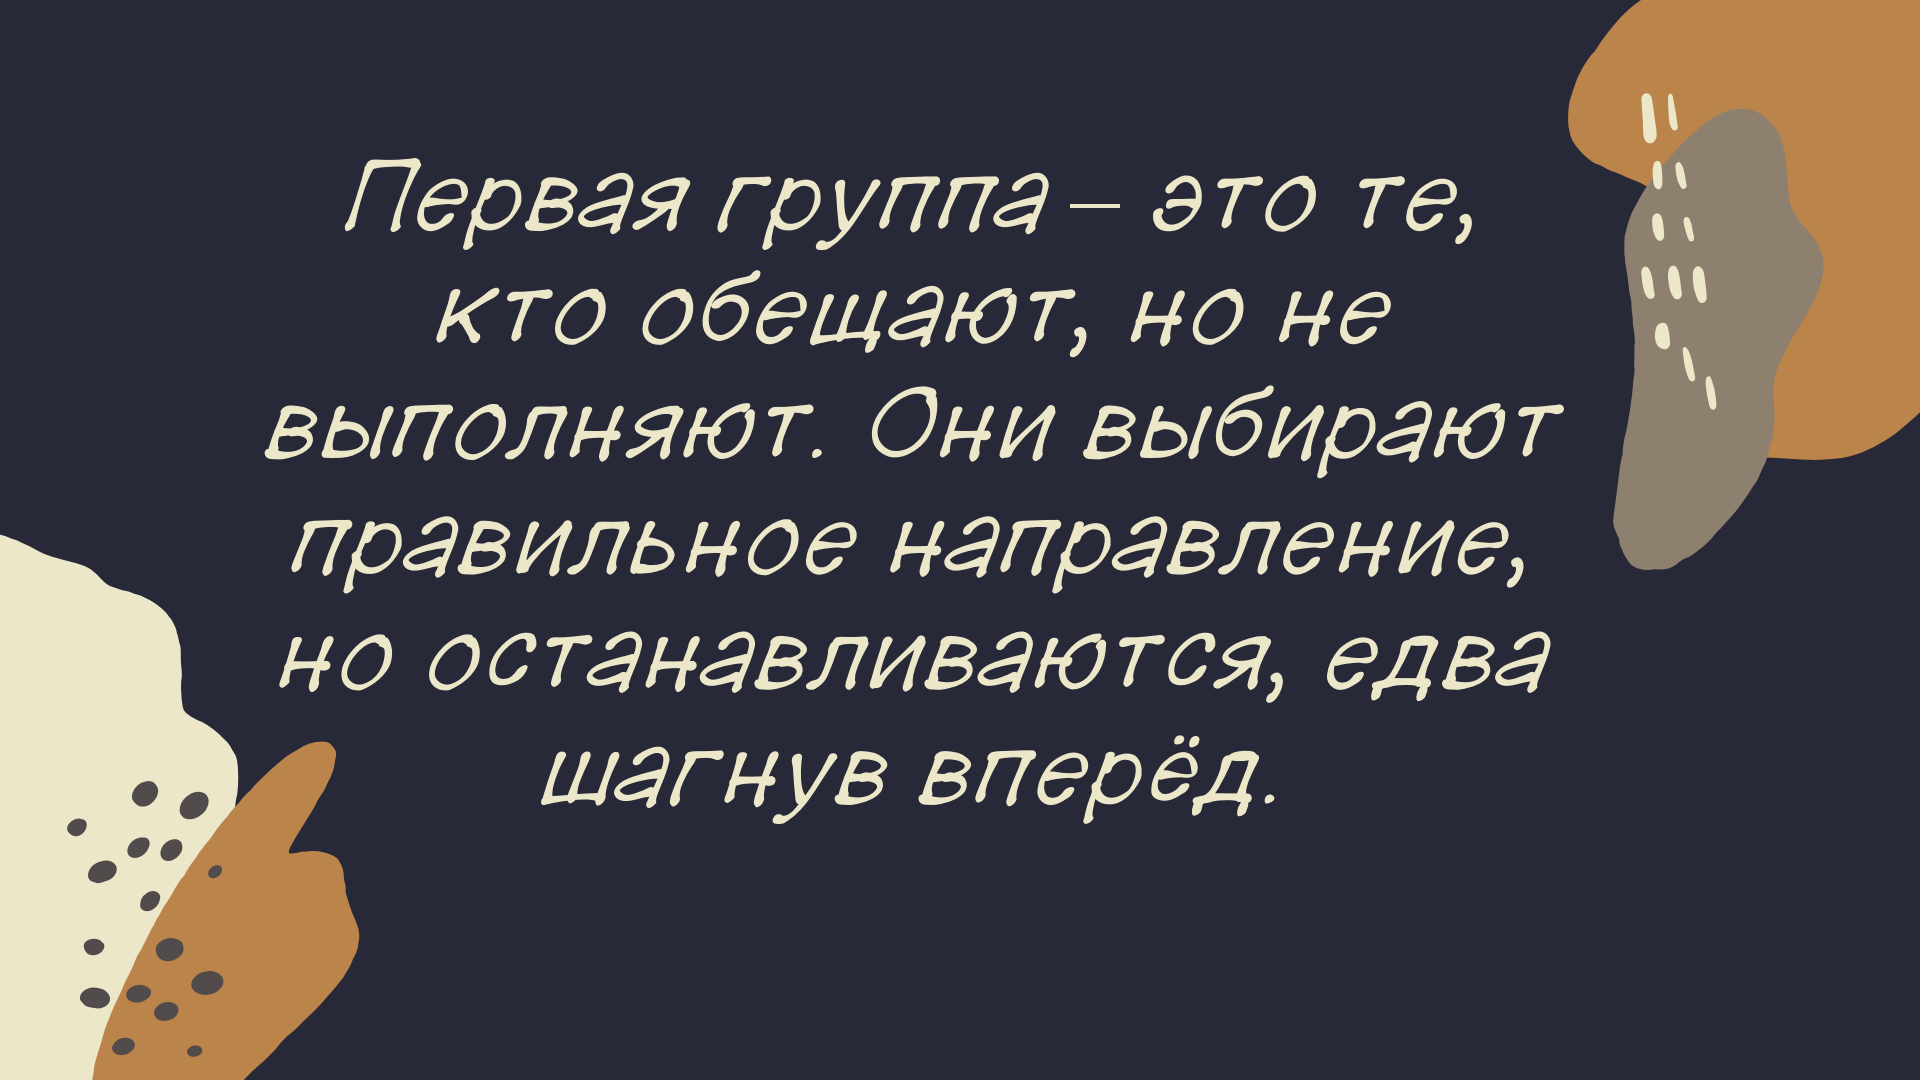 Первая группа – это те,
кто обещают, но не
выполняют. Они выбирают
правильное направление,
но останавливаются, едва
шагнув вперёд.